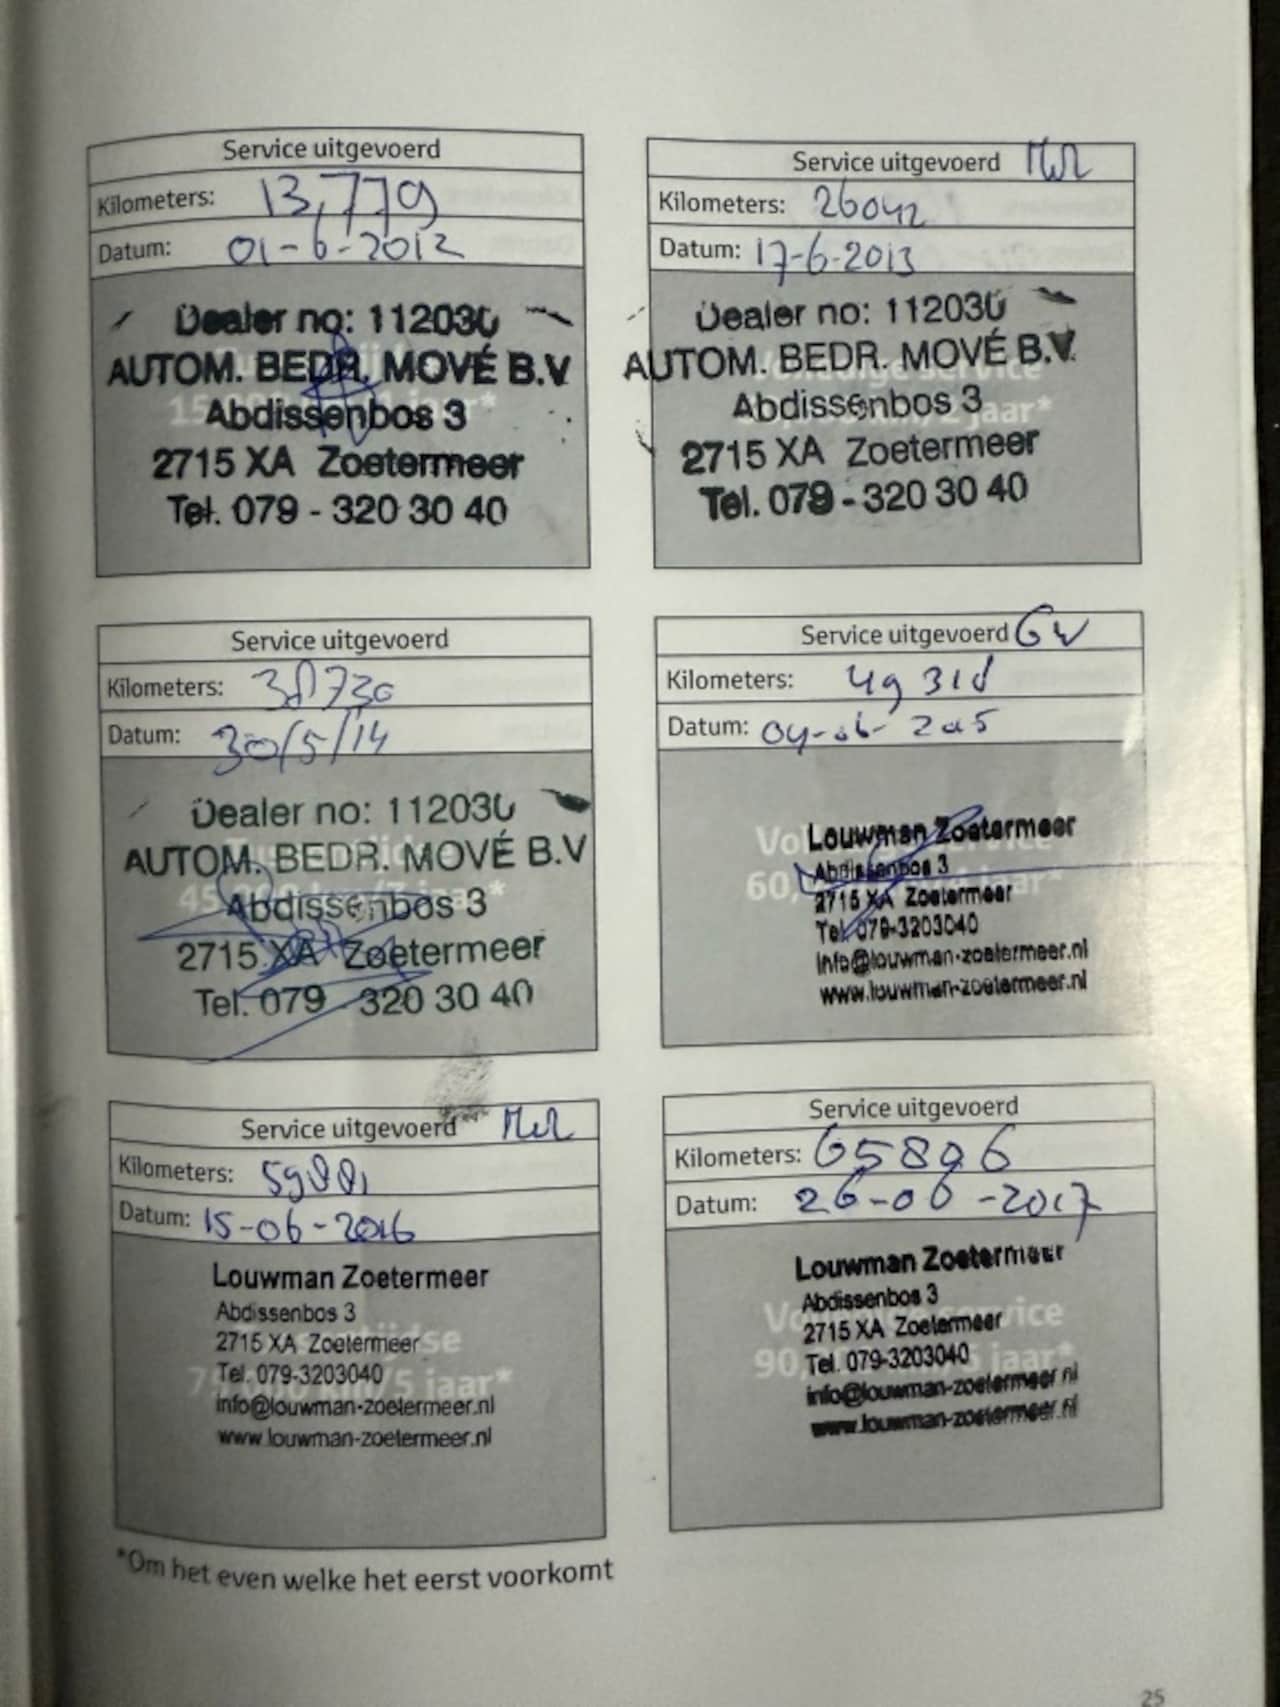 Service uitgevoerd
Kilometers: 13,779
Datum: 01-6-2012
Dealer no: 112030
AUTOM. BEDR. MOVÉ B.V
Abdissenbos 3
2715 XA Zoetermeer
Tel. 079 - 320 30 40
Service uitgevoerd
Kilometers: 26042
Datum: 17-6-2013
Dealer no: 112030
AUTOM. BEDR. MOVÉ B.V.
Abdissenbos 3
2715 XA Zoetermeer
Tel. 079 - 320 30 40
Service uitgevoerd
Kilometers: 38730
Datum: 30/5/14
Dealer no: 112030
AUTOM. BEDR. MOVÉ B.V
Abdissenbos 3
2715 XA Zoetermeer
Tel. 079 320 30 40
Service uitgevoerd GW
Kilometers: 49318
Datum: 04-06-2015
Louwman Zoetermeer
Abdissenbos 3
2715 XA Zoetermeer
Tel. 079-3203040
info@louwman-zoetermeer.nl
www.louwman-zoetermeer.nl
Service uitgevoerd
Kilometers:
Datum: 15-06-2016
Louwman Zoetermeer
Abdissenbos 3
2715 XA Zoetermeer
Tel. 079-3203040
info@louwman-zoetermeer.nl
www.louwman-zoetermeer.nl
Service uitgevoerd
Kilometers: 65896
Datum: 26-06-2017
Louwman Zoetermeer
Abdissenbos 3
2715 XA Zoetermeer
Tel. 079-3203040
info@louwman-zoetermeer.nl
www.louwman-zoetermeer.nl
*Om het even welke het eerst voorkomt
25